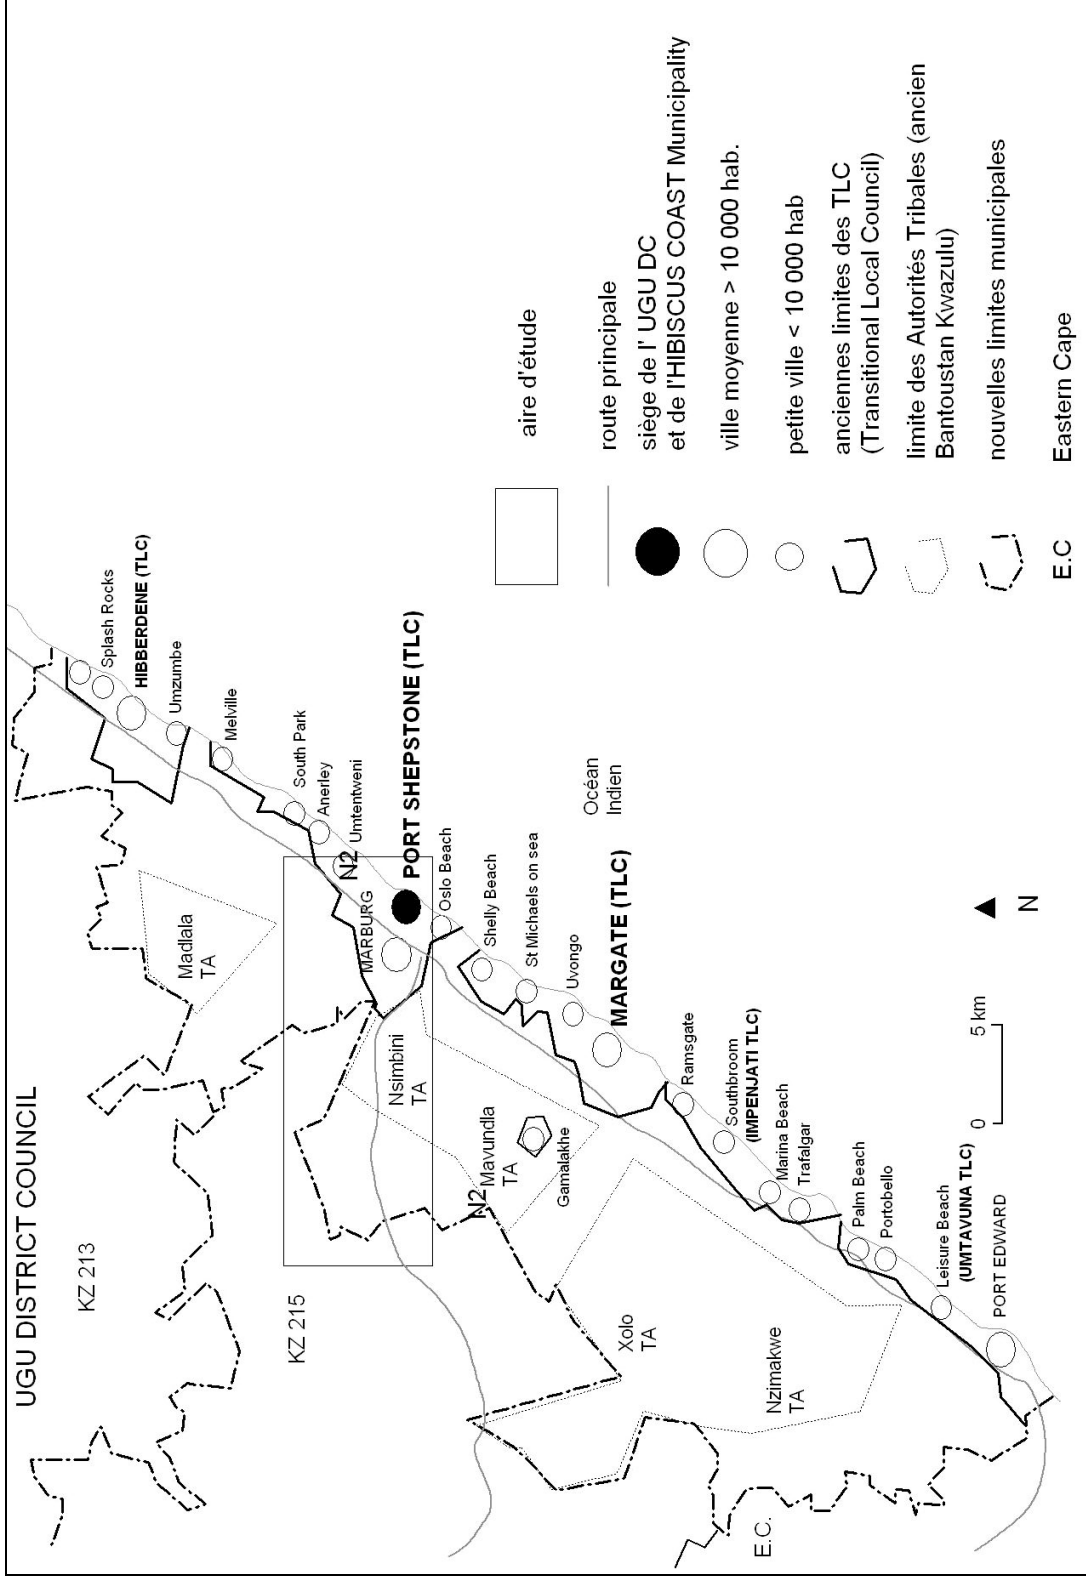 UGU DISTRICT COUNCIL
KZ 213
KZ 215
Madlala
TA
Splash Rocks
HIBBERDENE (TLC)
Umzumbe
Melville
South Park
Anerley
Umtentweni
N2
PORT SHEPSTONE (TLC)
MARBURG
Oslo Beach
Shelly Beach
St Michaels on sea
Uvongo
MARGATE (TLC)
Océan
Indien
Nsimbini
TA
Mavundla
TA
N2
Gamalakhe
Ramsgate
Southbroom
(IMPENJATI TLC)
Marina Beach
Trafalgar
Palm Beach
Portobello
Leisure Beach
(UMTAVUNA TLC)
PORT EDWARD
Xolo
TA
Nzimakwe
TA
E.C.
0 5 km
N
aire d'étude
route principale
siège de l' UGU DC
et de l'HIBISCUS COAST Municipality
ville moyenne > 10 000 hab.
petite ville < 10 000 hab
anciennes limites des TLC
(Transitional Local Council)
limite des Autorités Tribales (ancien
Bantoustan Kwazulu)
nouvelles limites municipales
E.C Eastern Cape